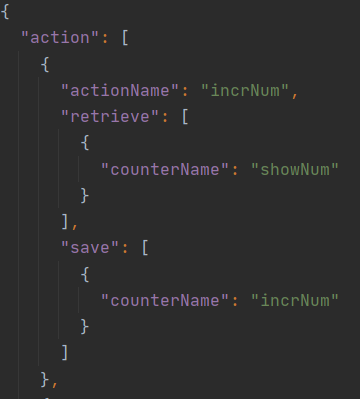 {
  "action": [
    {
      "actionName": "incrNum",
      "retrieve": [
        {
          "counterName": "showNum"
        }
      ],
      "save": [
        {
          "counterName": "incrNum"
        }
      ]
    },